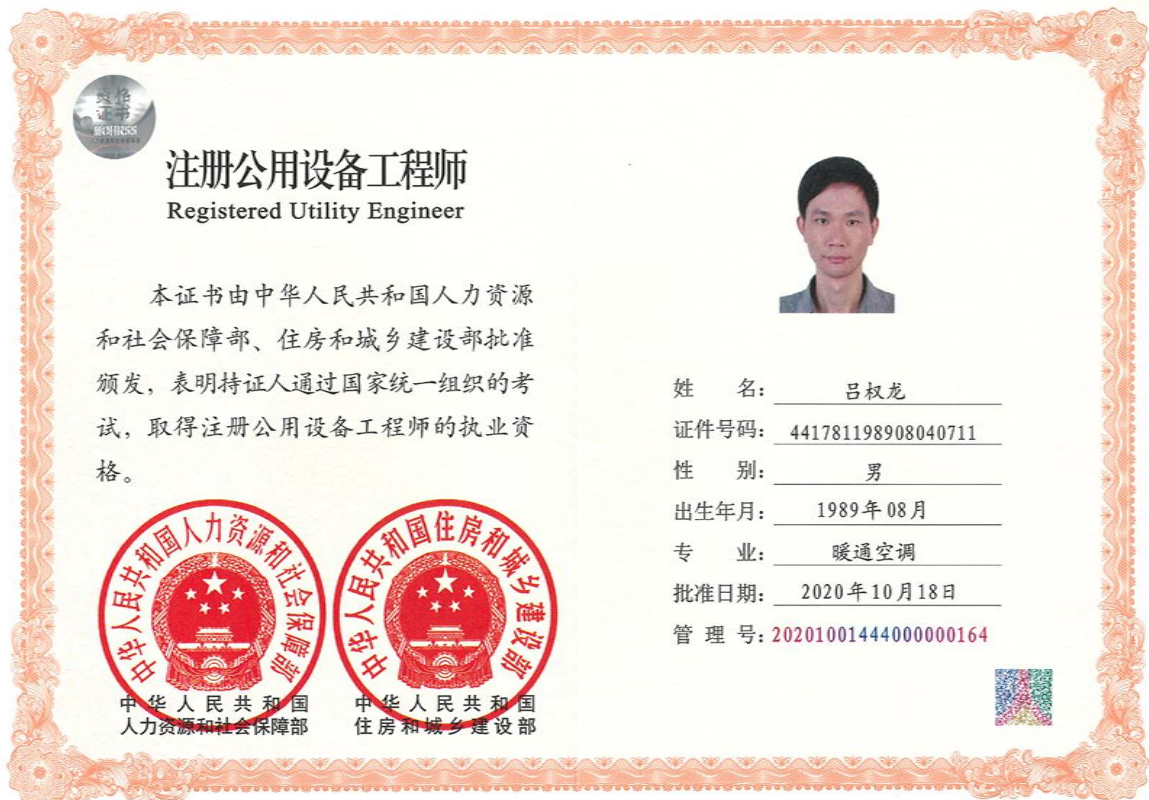 资格
证书
注册公用设备工程师
Registered Utility Engineer
本证书由中华人民共和国人力资源
和社会保障部、住房和城乡建设部批准
颁发，表明持证人通过国家统一组织的考
试，取得注册公用设备工程师的执业资
格。
中华人民共和国人力资源和社会保障部
中华人民共和国住房和城乡建设部
中华人民共和国
人力资源和社会保障部
中华人民共和国
住房和城乡建设部
姓 名： 吕权龙
证件号码： 441781198908040711
性 别： 男
出生年月： 1989年08月
专 业： 暖通空调
批准日期： 2020年10月18日
管 理 号： 20201001444000000164